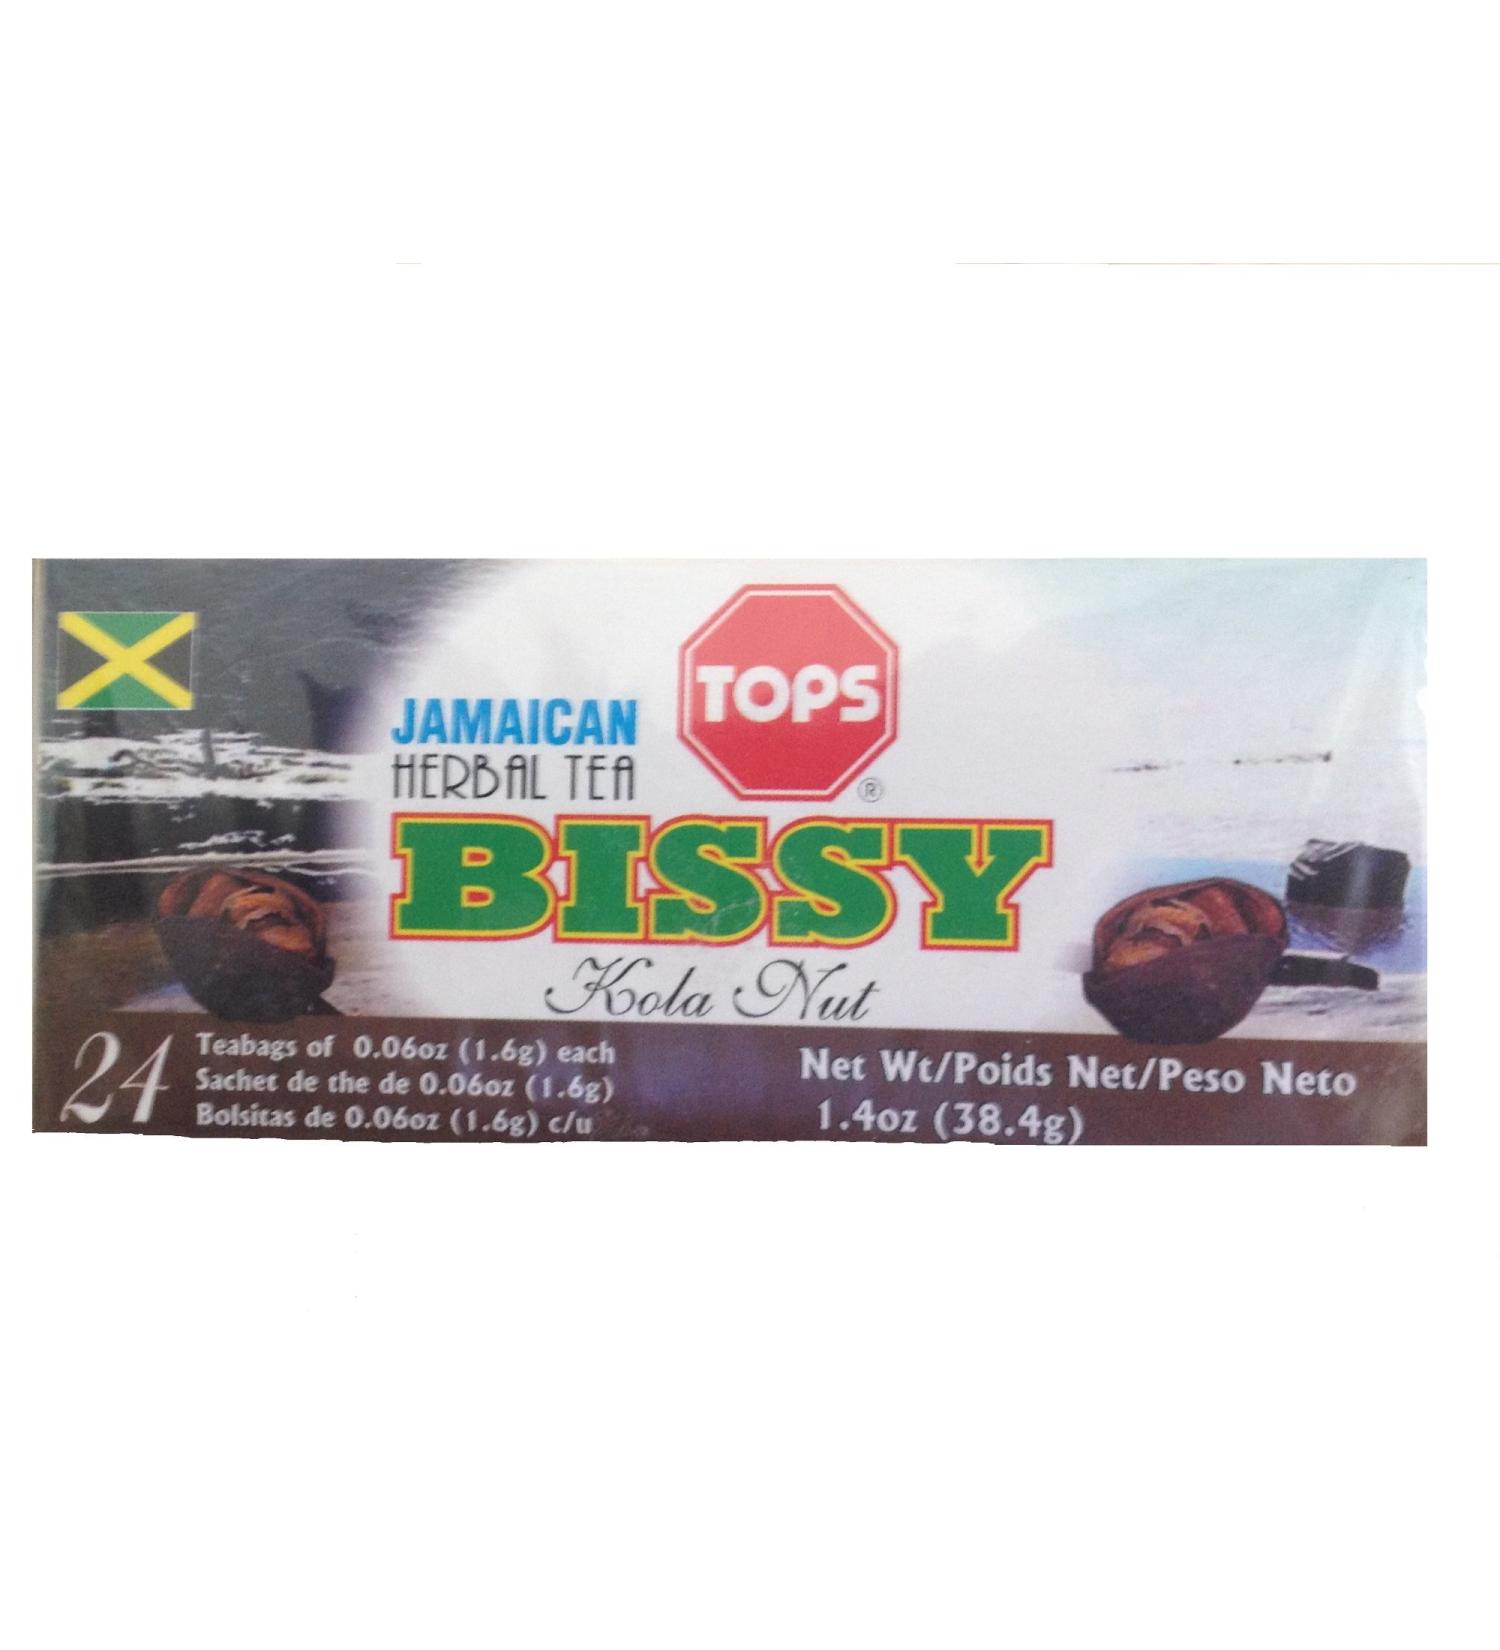 TOPS
®
JAMAICAN
HERBAL TEA
BISSY
Kola Nut
24
Teabags of 0.06oz (1.6g) each
Sachet de the de 0.06oz (1.6g)
Bolsitas de 0.06oz (1.6g) c/u
Net Wt/Poids Net/Peso Neto
1.4oz (38.4g)